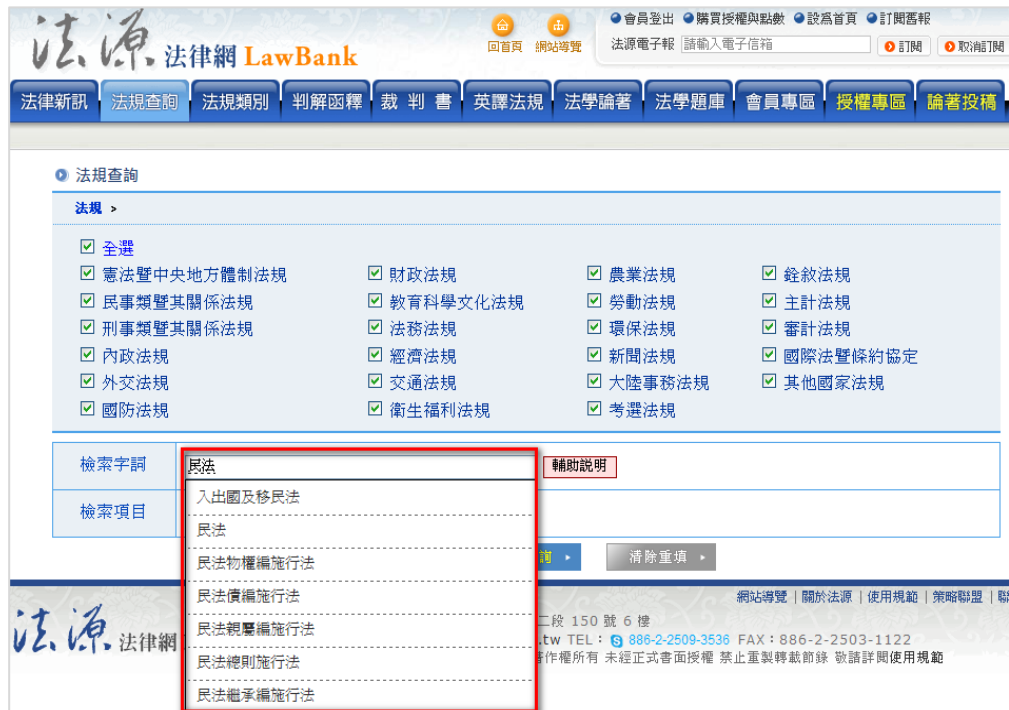 回首頁 網站導覽
會員登出 購買授權與點數 設為首頁 訂閱舊報
法源電子報 請輸入電子信箱 訂閱 取消訂閱
法源 法律網 LawBank
法律新訊 法規查詢 法規類別 判解函釋 裁判書 英譯法規 法學論著 法學題庫 會員專區 授權專區 論著投稿
法規查詢
法規 >
全選
憲法暨中央地方體制法規 財政法規 農業法規 銓敘法規
民事類暨其關係法規 教育科學文化法規 勞動法規 主計法規
刑事類暨其關係法規 法務法規 環保法規 審計法規
內政法規 經濟法規 新聞法規 國際法暨條約協定
外交法規 交通法規 大陸事務法規 其他國家法規
國防法規 衛生福利法規 考選法規
檢索字詞 民法 輔助說明
檢索項目
入出國及移民法
民法
民法物權編施行法
民法債編施行法
民法親屬編施行法
民法總則施行法
民法繼承編施行法
詢 清除重填
網站導覽 | 關於法源 | 使用規範 | 策略聯盟 | 聯
法源 法律網
二段 150 號 6 樓
.tw TEL: 886-2-2509-3536 FAX:886-2-2503-1122
著作權所有 未經正式書面授權 禁止重製轉載節錄 敬請詳閱使用規範